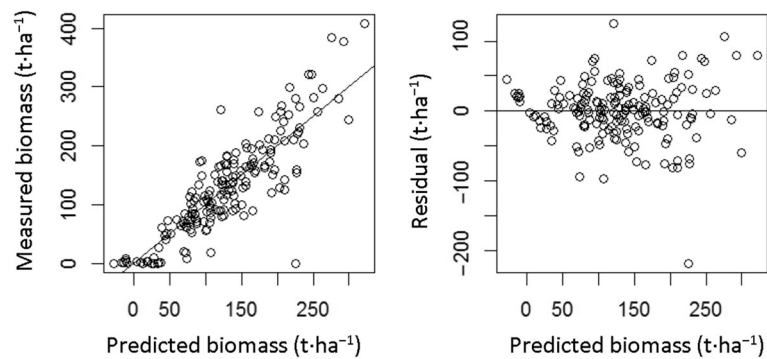 Measured biomass (t·ha⁻¹)
400
300
200
100
0
0 50 150 250
Predicted biomass (t·ha⁻¹)
Residual (t·ha⁻¹)
100
0
−100
−200
0 50 150 250
Predicted biomass (t·ha⁻¹)